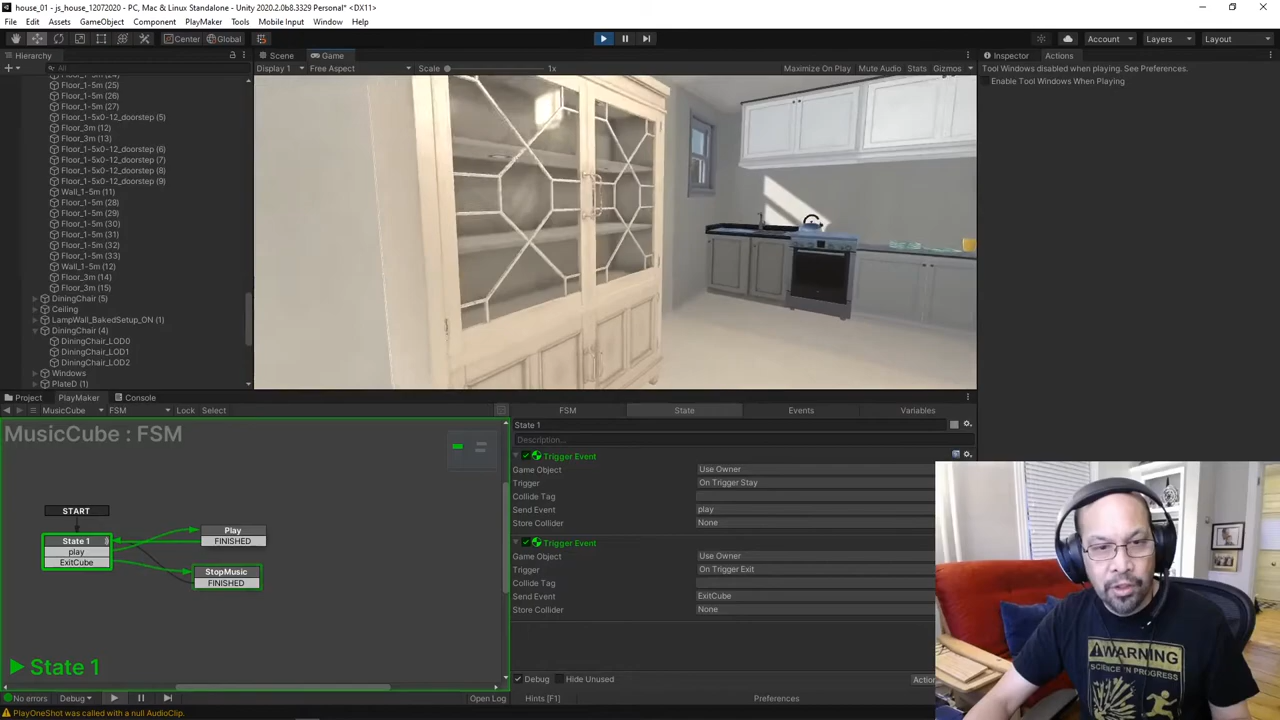 house_01 - js_house_12072020 - PC, Mac & Linux Standalone - Unity 2020.2.0b8.3329 Personal* <DX11>
File Edit Assets GameObject Component PlayMaker Tools Mobile Input Window Help
Center Global Account Layers Layout
Hierarchy Scene Game Inspector Actions
All Display 1 Free Aspect Scale 1x Maximize On Play Mute Audio Stats Gizmos Tool Windows disabled when playing. See Preferences.
Enable Tool Windows When Playing
Floor_1-5m (25)
Floor_1-5m (26)
Floor_1-5m (27)
Floor_1-5x0-12_doorstep (5)
Floor_3m (12)
Floor_3m (13)
Floor_1-5x0-12_doorstep (6)
Floor_1-5x0-12_doorstep (7)
Floor_1-5x0-12_doorstep (8)
Floor_1-5x0-12_doorstep (9)
Wall_1-5m (11)
Floor_1-5m (28)
Floor_1-5m (29)
Floor_1-5m (30)
Floor_1-5m (31)
Floor_1-5m (32)
Floor_1-5m (33)
Wall_1-5m (12)
Floor_3m (14)
Floor_3m (15)
DiningChair (5)
Ceiling
LampWall_BakedSetup_ON (1)
DiningChair (4)
DiningChair_LOD0
DiningChair_LOD1
DiningChair_LOD2
Windows
PlateD (1)
Project PlayMaker Console
MusicCube FSM Lock Select FSM State Events Variables
MusicCube : FSM
State 1
Description...
Trigger Event
Game Object Use Owner
Trigger On Trigger Stay
Collide Tag
Send Event play
Store Collider None
Trigger Event
Game Object Use Owner
Trigger On Trigger Exit
Collide Tag
Send Event ExitCube
Store Collider None
START
State 1
play
ExitCube
Play
FINISHED
StopMusic
FINISHED
State 1
Debug Hide Unused Action
No errors Debug Open Log Hints [F1] Preferences
PlayOneShot was called with a null AudioClip.
WARNING
SCIENCE IN PROGRESS